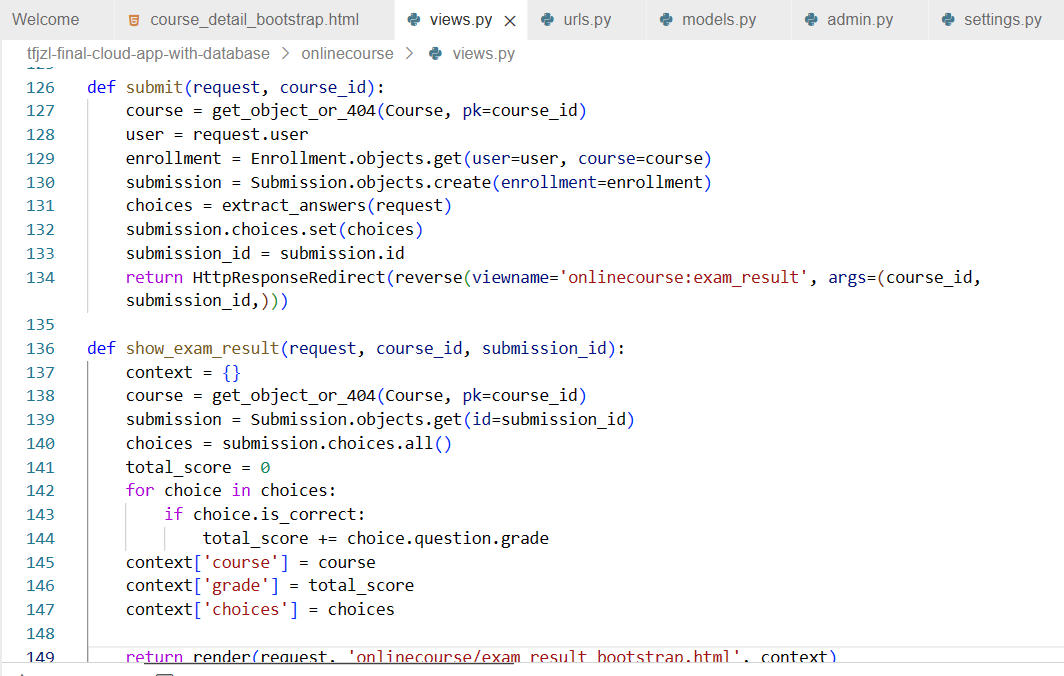 Welcome course_detail_bootstrap.html views.py urls.py models.py admin.py settings.py
tfjzl-final-cloud-app-with-database > onlinecourse > views.py
125
126 def submit(request, course_id):
127 course = get_object_or_404(Course, pk=course_id)
128 user = request.user
129 enrollment = Enrollment.objects.get(user=user, course=course)
130 submission = Submission.objects.create(enrollment=enrollment)
131 choices = extract_answers(request)
132 submission.choices.set(choices)
133 submission_id = submission.id
134 return HttpResponseRedirect(reverse(viewname='onlinecourse:exam_result', args=(course_id,
submission_id,)))
135
136 def show_exam_result(request, course_id, submission_id):
137 context = {}
138 course = get_object_or_404(Course, pk=course_id)
139 submission = Submission.objects.get(id=submission_id)
140 choices = submission.choices.all()
141 total_score = 0
142 for choice in choices:
143 if choice.is_correct:
144 total_score += choice.question.grade
145 context['course'] = course
146 context['grade'] = total_score
147 context['choices'] = choices
148
149 return render(request, 'onlinecourse/exam_result_bootstrap.html', context)